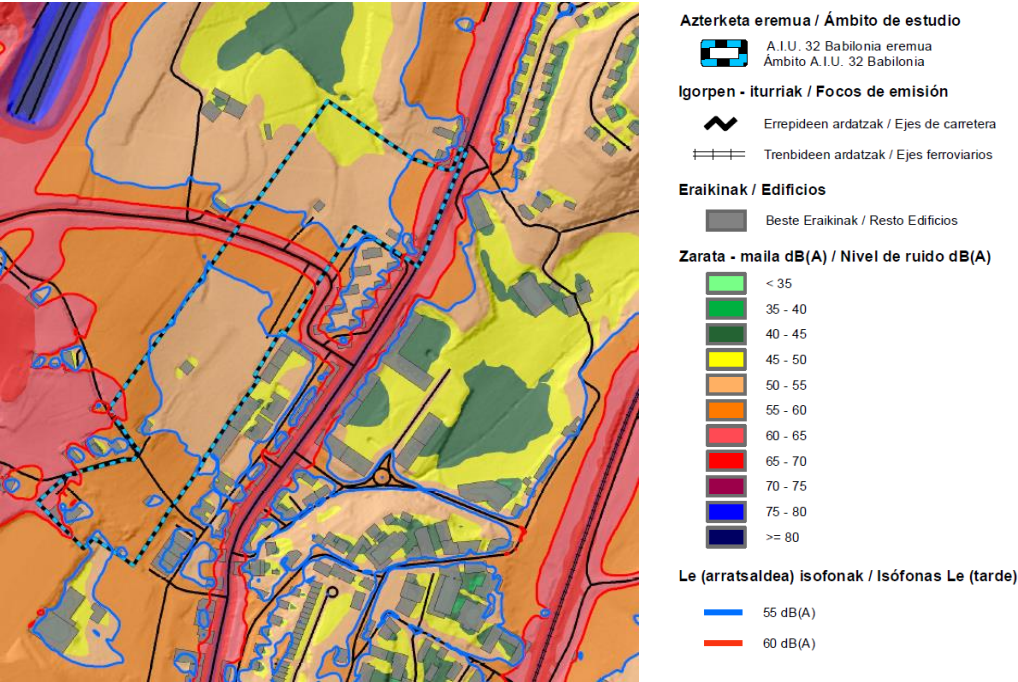 Azterketa eremua / Ámbito de estudio
A.I.U. 32 Babilonia eremua
Ámbito A.I.U. 32 Babilonia
Igorpen - iturriak / Focos de emisión
Errepideen ardatzak / Ejes de carretera
Trenbideen ardatzak / Ejes ferroviarios
Eraikinak / Edificios
Beste Eraikinak / Resto Edificios
Zarata - maila dB(A) / Nivel de ruido dB(A)
< 35
35 - 40
40 - 45
45 - 50
50 - 55
55 - 60
60 - 65
65 - 70
70 - 75
75 - 80
>= 80
Le (arratsaldea) isofonak / Isófonas Le (tarde)
55 dB(A)
60 dB(A)